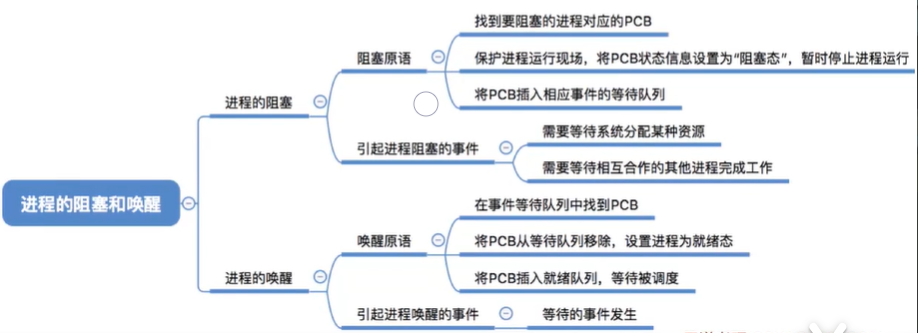 找到要阻塞的进程对应的PCB
阻塞原语
保护进程运行现场，将PCB状态信息设置为“阻塞态”，暂时停止进程运行
将PCB插入相应事件的等待队列
进程的阻塞
需要等待系统分配某种资源
引起进程阻塞的事件
需要等待相互合作的其他进程完成工作
进程的阻塞和唤醒
在事件等待队列中找到PCB
唤醒原语
将PCB从等待队列移除，设置进程为就绪态
将PCB插入就绪队列，等待被调度
进程的唤醒
引起进程唤醒的事件
等待的事件发生